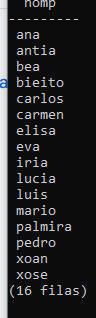 nomp
---------
ana
antia
bea
bieito
carlos
carmen
elisa
eva
iria
lucia
luis
mario
palmira
pedro
xoan
xose
(16 filas)